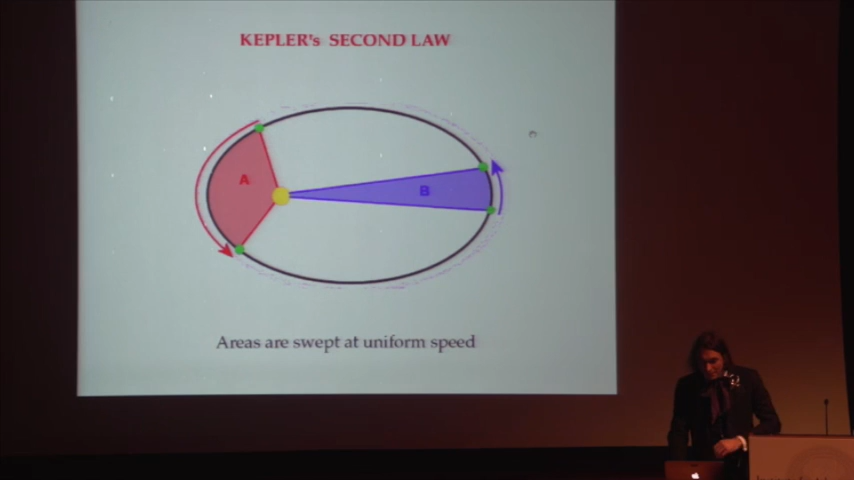 KEPLER's SECOND LAW
A
B
Areas are swept at uniform speed